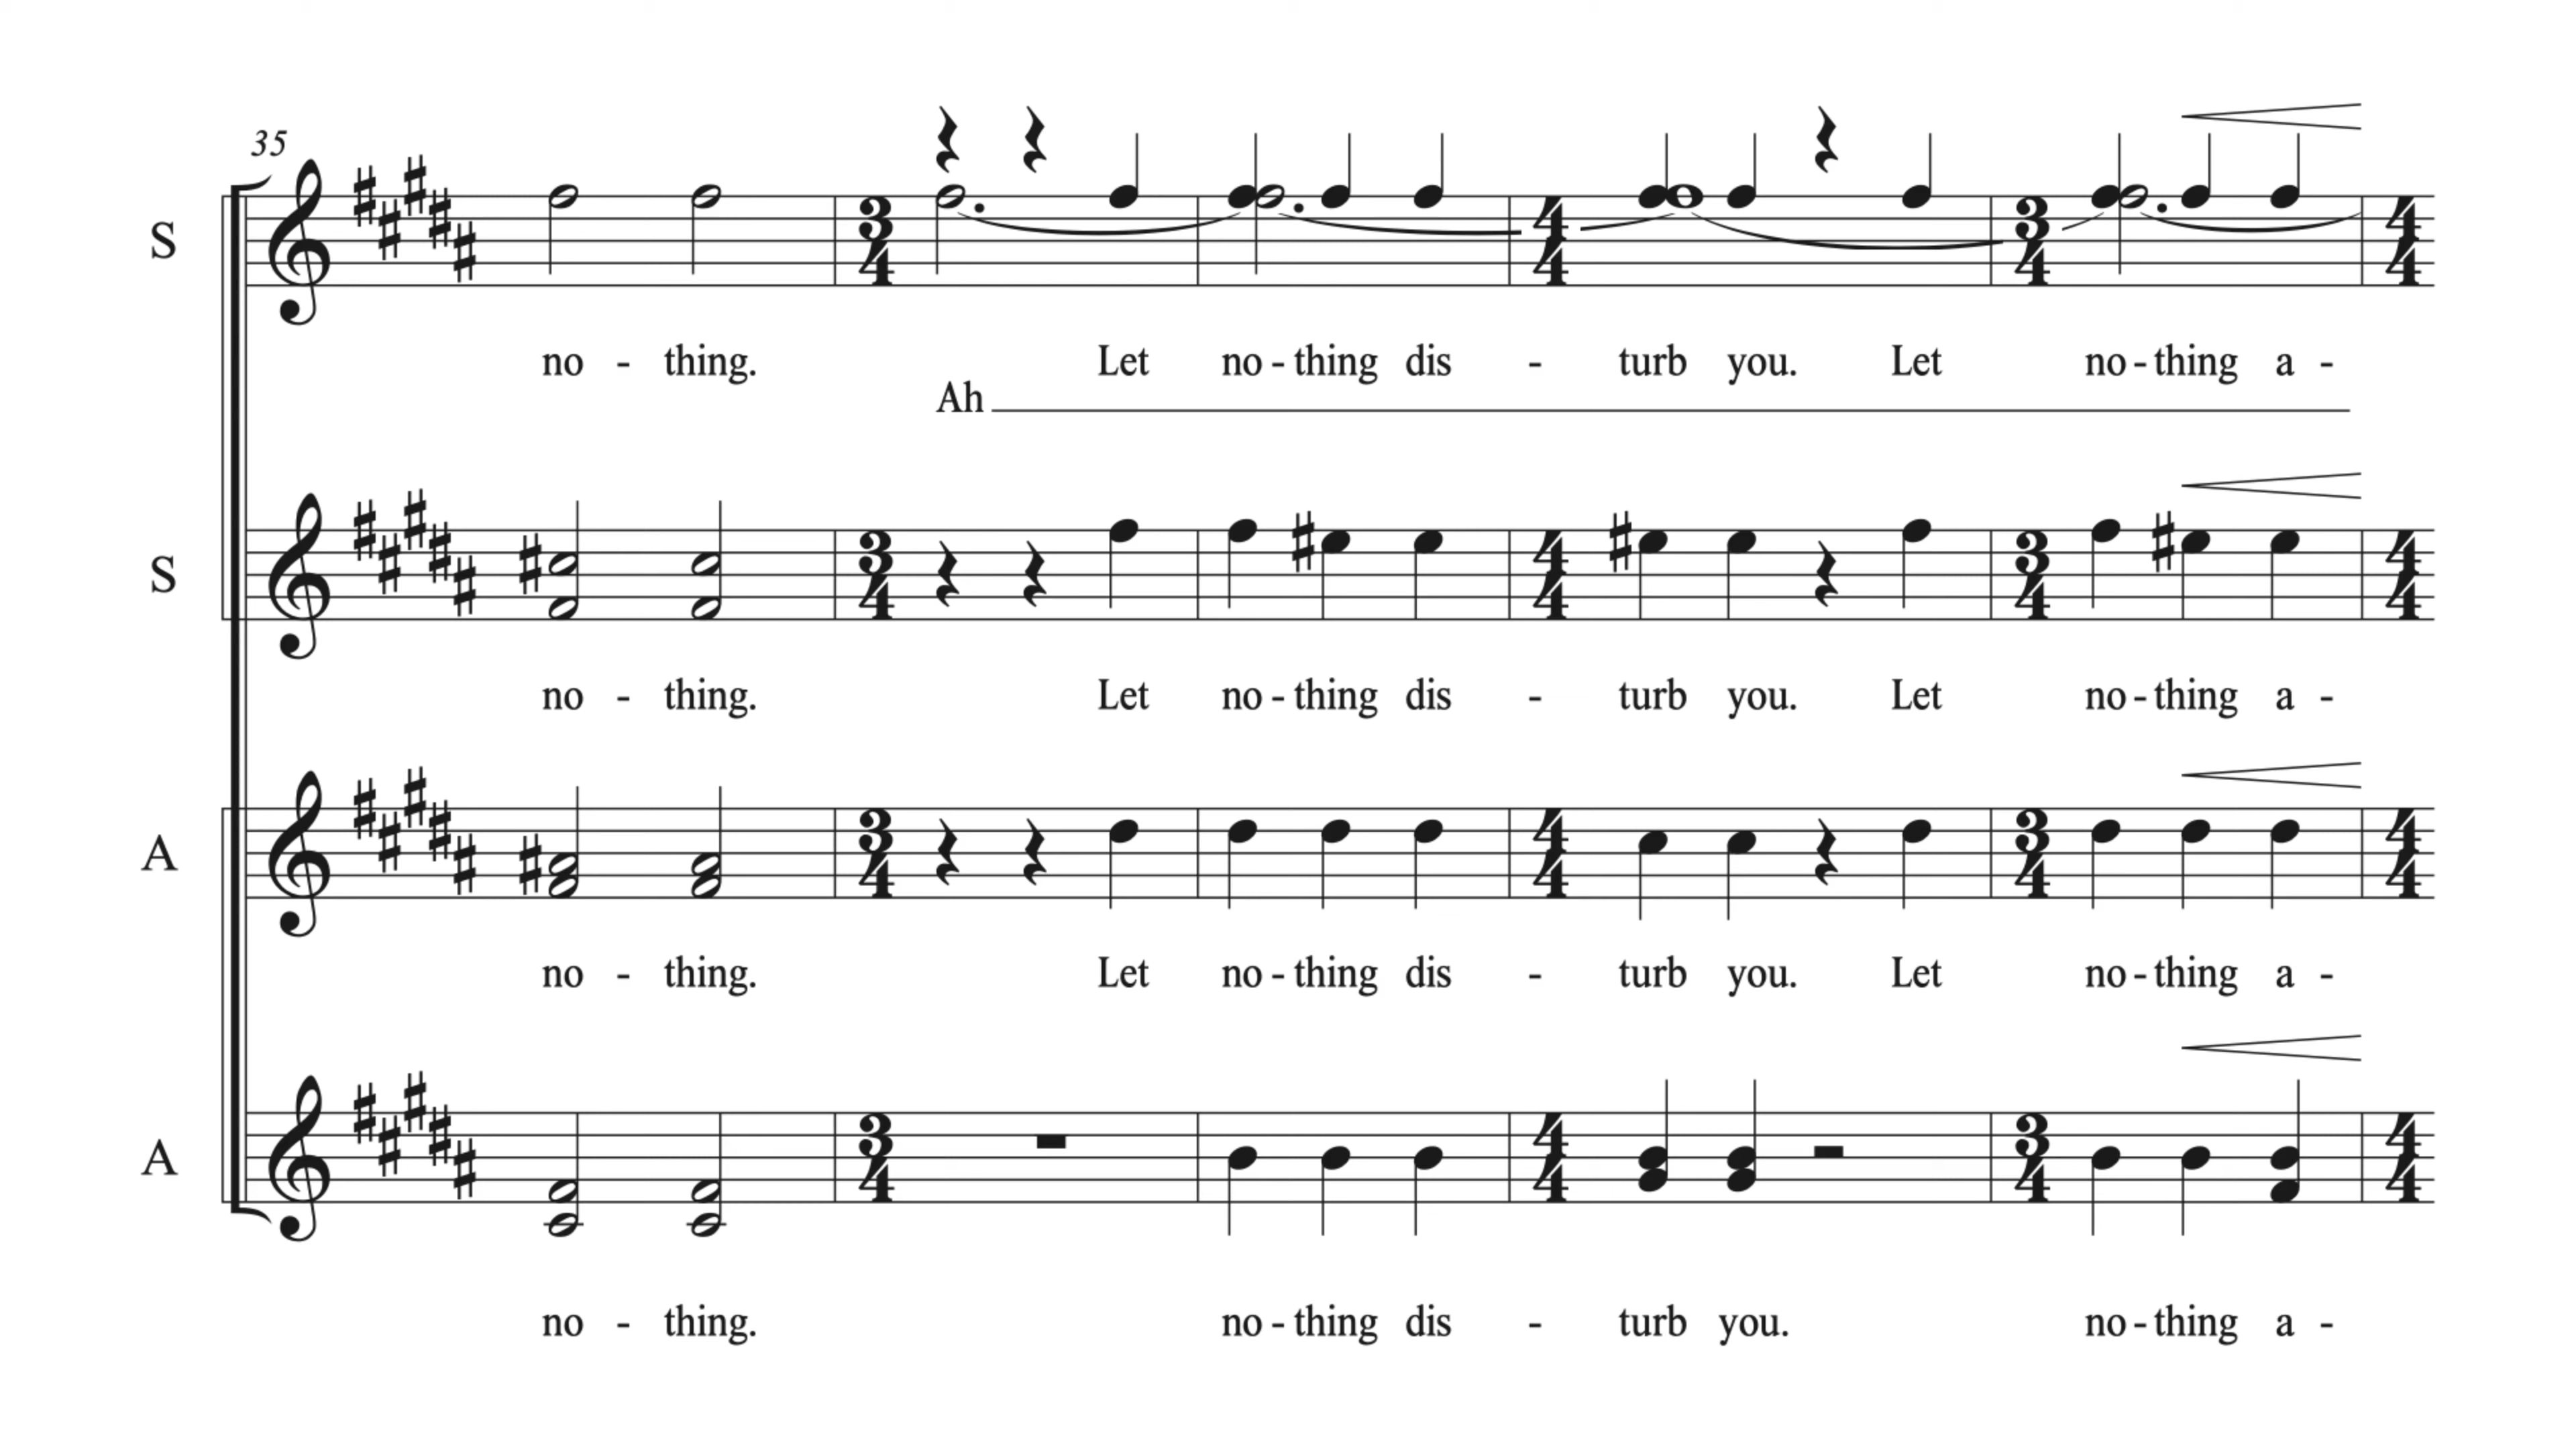 35
S
no - thing. Let no - thing dis - turb you. Let no - thing a -
Ah
S
no - thing. Let no - thing dis - turb you. Let no - thing a -
A
no - thing. Let no - thing dis - turb you. Let no - thing a -
A
no - thing. no - thing dis - turb you. no - thing a -